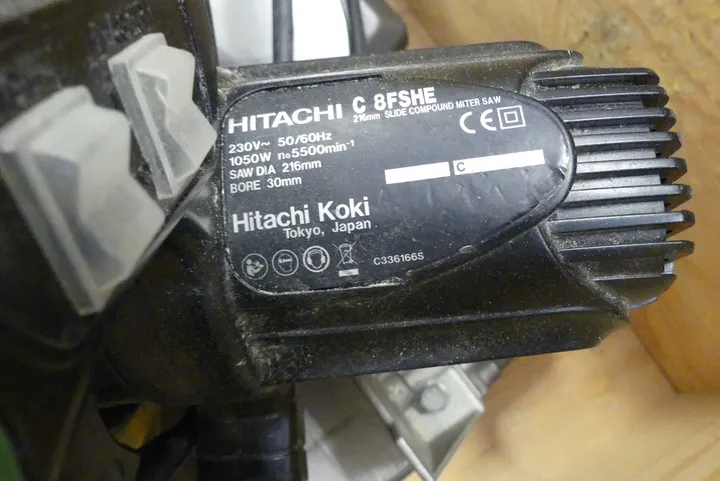 HITACHI C 8FSHE
216mm SLIDE COMPOUND MITER SAW
230V~ 50/60Hz
1050W n₀5500min⁻¹
CE
SAW DIA 216mm
BORE 30mm
C
Hitachi Koki
Tokyo, Japan
C336166S